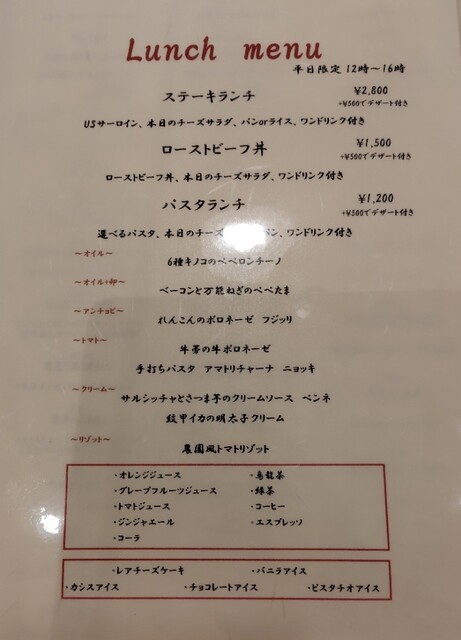 Lunch menu
平日限定 12時～16時
ステーキランチ ¥2,800
+¥500でデザート付き
USサーロイン、本日のチーズサラダ、パンorライス、ワンドリンク付き
ローストビーフ丼 ¥1,500
+¥500でデザート付き
ローストビーフ丼、本日のチーズサラダ、ワンドリンク付き
パスタランチ ¥1,200
+¥500でデザート付き
選べるパスタ、本日のチーズ パン、ワンドリンク付き
～オイル～
6種キノコのペペロンチーノ
～オイル+卵～
ベーコンと万能ねぎのペペたま
～アンチョビ～
れんこんのボロネーゼ フジッリ
～トマト～
牛蒡の牛ボロネーゼ
手打ちパスタ アマトリチャーナ ニョッキ
～クリーム～
サルシッチャとさつま芋のクリームソース ペンネ
紋甲イカの明太子クリーム
～リゾット～
農園風トマトリゾット
・オレンジジュース ・烏龍茶
・グレープフルーツジュース ・緑茶
・トマトジュース ・コーヒー
・ジンジャエール ・エスプレッソ
・コーラ
・レアチーズケーキ ・バニラアイス
・カシスアイス ・チョコレートアイス ・ピスタチオアイス